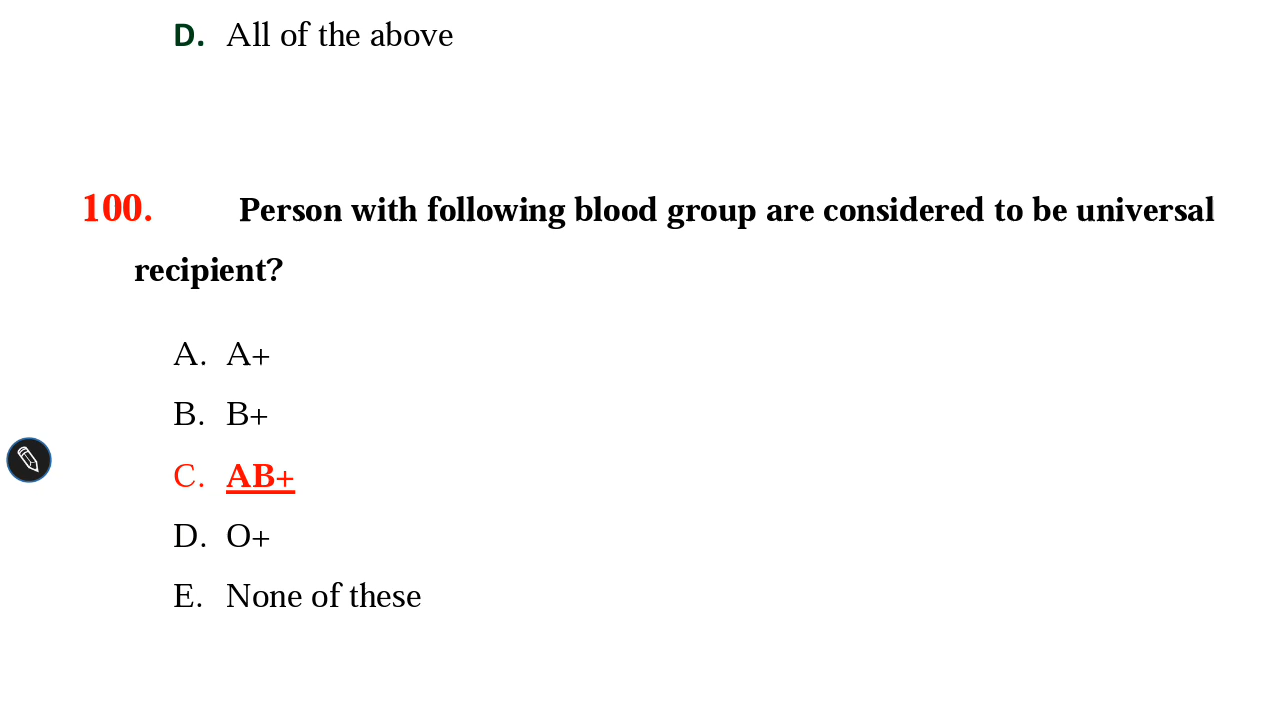 D. All of the above
100. Person with following blood group are considered to be universal
recipient?
A. A+
B. B+
C. AB+
D. O+
E. None of these